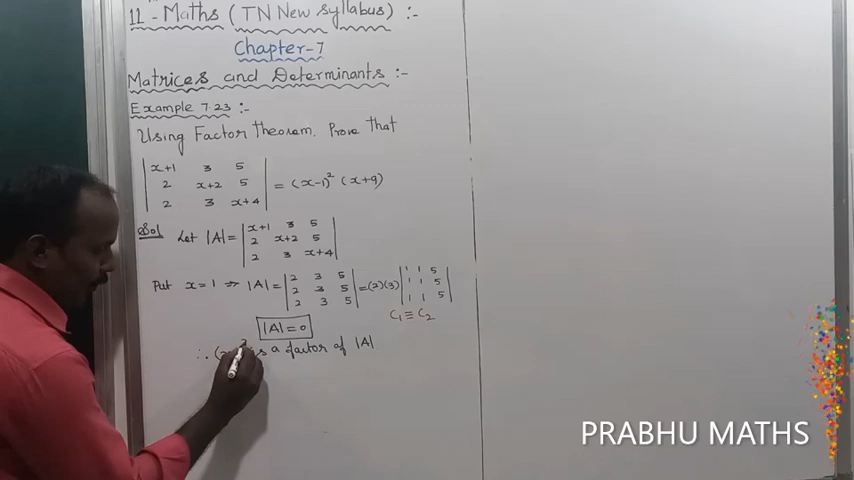 11 - Maths (TN New syllabus) :-
Chapter-7
Matrices and Determinants :-
Example 7.23 :-
Using Factor theorem. Prove that
| x+1 3 5 |
| 2 x+2 5 | = (x-1)² (x+9)
| 2 3 x+4 |
Sol Let |A| = | x+1 3 5 |
| 2 x+2 5 |
| 2 3 x+4 |
Put x=1 ⇒ |A| = | 2 3 5 | = (2)(3) | 1 1 5 |
| 2 3 5 | | 1 1 5 |
| 2 3 5 | | 1 1 5 |
|A| = 0 C₁ ≡ C₂
∴ is a factor of |A|
PRABHU MATHS